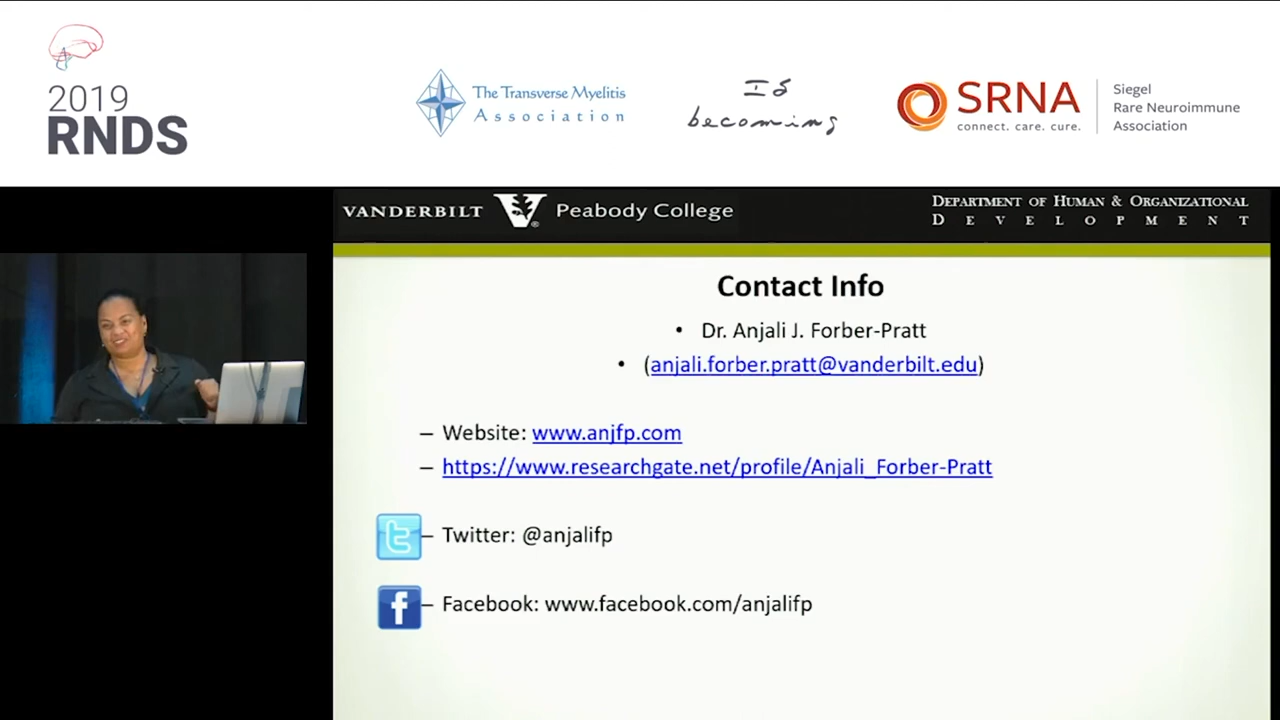 2019
RNDS
The Transverse Myelitis
Association
Is
becoming
SRNA
connect. care. cure.
Siegel
Rare Neuroimmune
Association
VANDERBILT V® Peabody College
DEPARTMENT OF HUMAN & ORGANIZATIONAL
DEVELOPMENT
Contact Info
• Dr. Anjali J. Forber-Pratt
• (anjali.forber.pratt@vanderbilt.edu)
– Website: www.anjfp.com
– https://www.researchgate.net/profile/Anjali_Forber-Pratt
– Twitter: @anjalifp
– Facebook: www.facebook.com/anjalifp